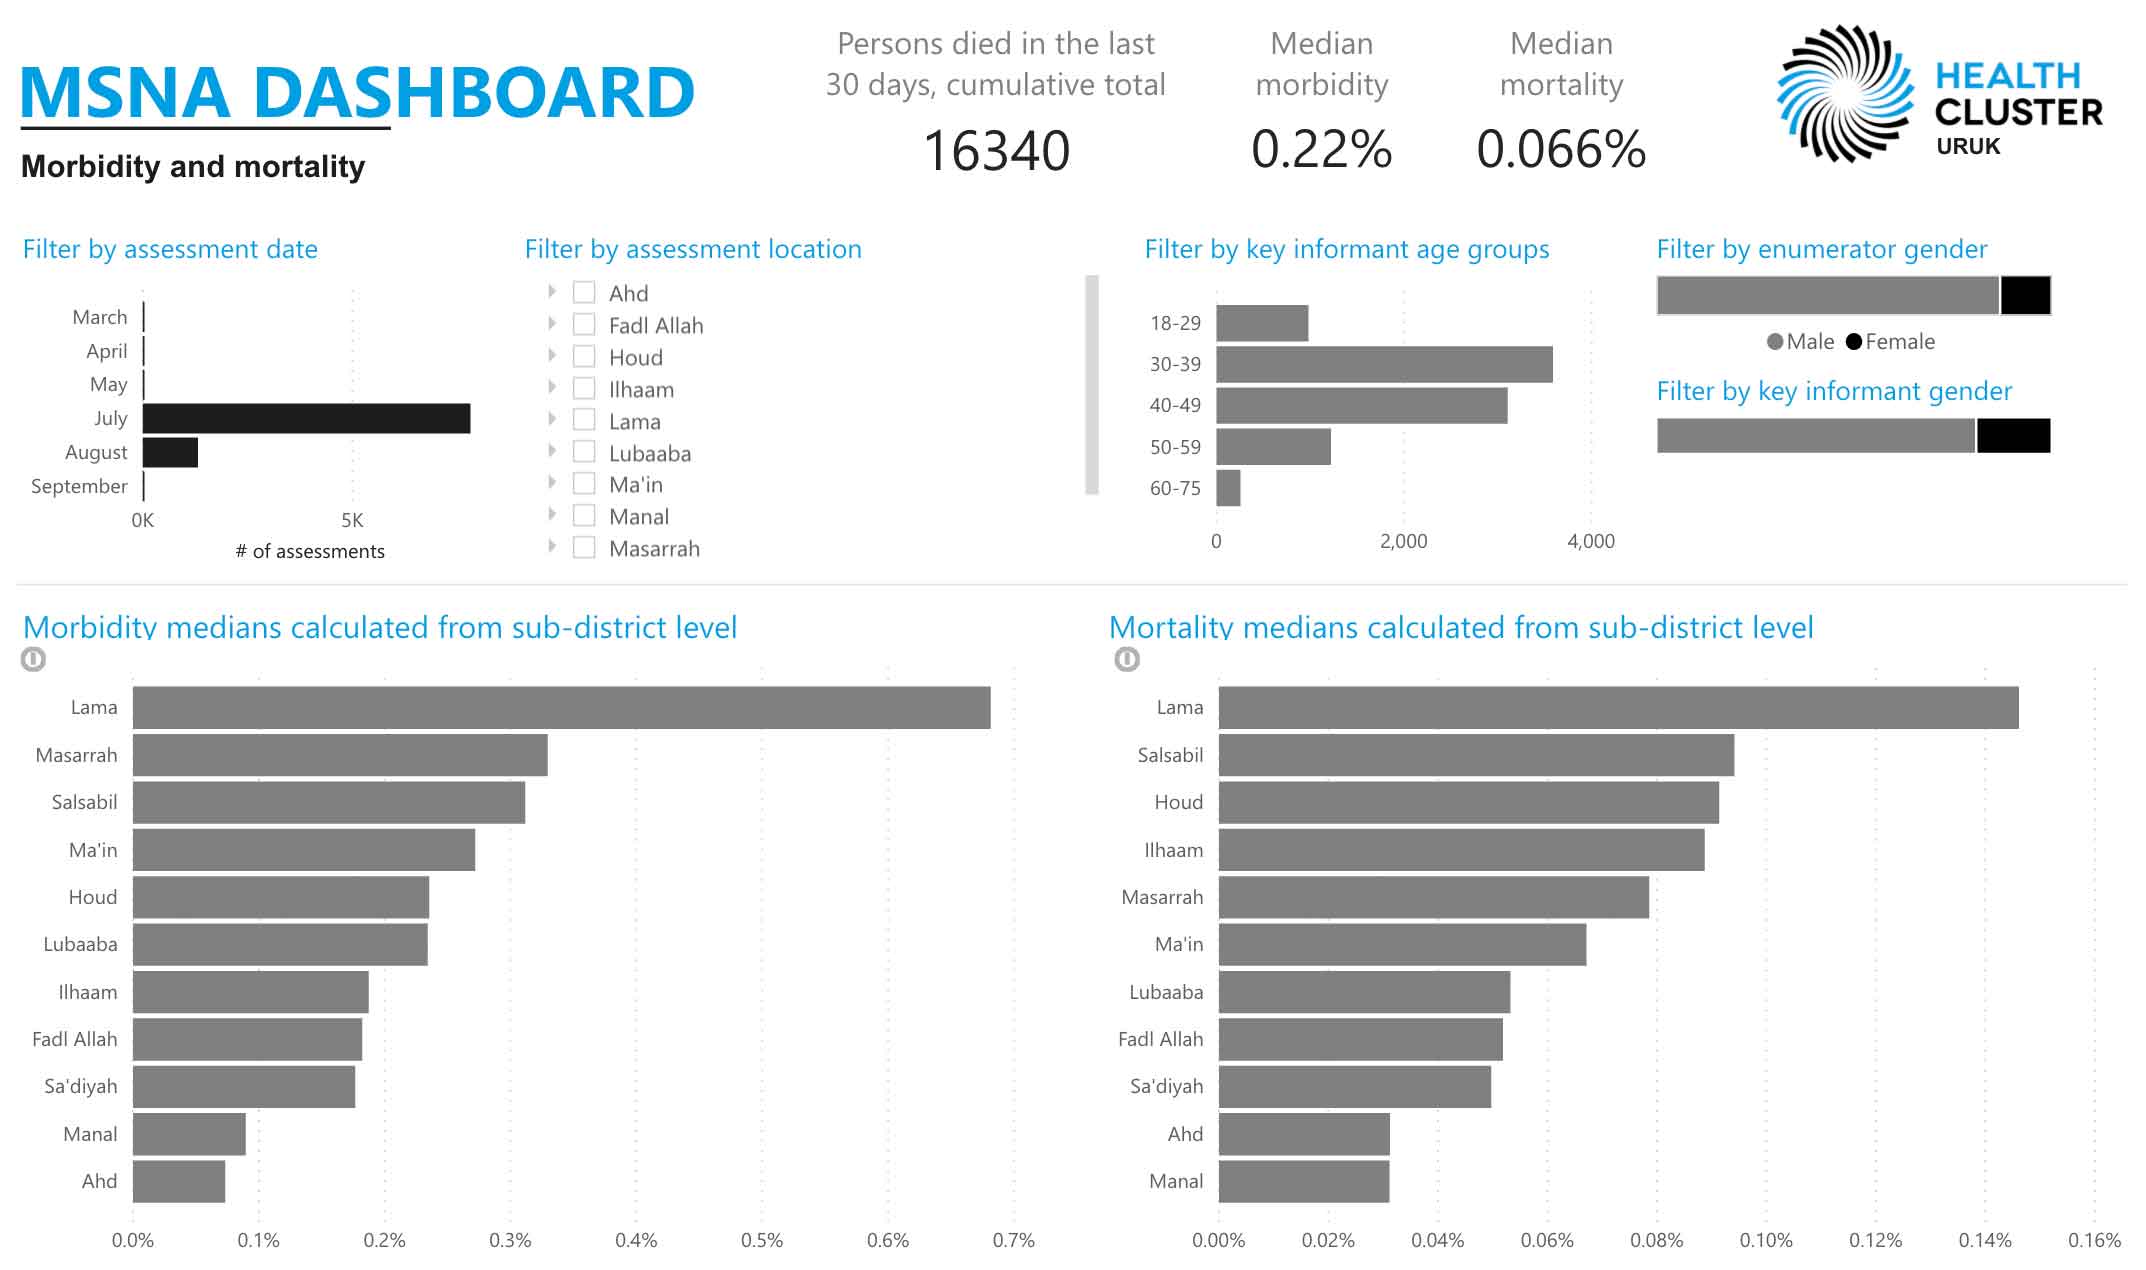 MSNA DASHBOARD
Morbidity and mortality
Persons died in the last
30 days, cumulative total
16340
Median
morbidity
0.22%
Median
mortality
0.066%
HEALTH
CLUSTER
URUK
Filter by assessment date
March
April
May
July
August
September
0K 5K
# of assessments
Filter by assessment location
Ahd
Fadl Allah
Houd
Ilhaam
Lama
Lubaaba
Ma'in
Manal
Masarrah
Filter by key informant age groups
18-29
30-39
40-49
50-59
60-75
0 2,000 4,000
Filter by enumerator gender
Male Female
Filter by key informant gender
Morbidity medians calculated from sub-district level
Lama
Masarrah
Salsabil
Ma'in
Houd
Lubaaba
Ilhaam
Fadl Allah
Sa'diyah
Manal
Ahd
0.0% 0.1% 0.2% 0.3% 0.4% 0.5% 0.6% 0.7%
Mortality medians calculated from sub-district level
Lama
Salsabil
Houd
Ilhaam
Masarrah
Ma'in
Lubaaba
Fadl Allah
Sa'diyah
Ahd
Manal
0.00% 0.02% 0.04% 0.06% 0.08% 0.10% 0.12% 0.14% 0.16%